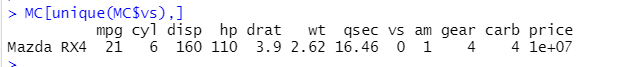 > MC[unique(MC$vs),]
mpg cyl disp hp drat wt qsec vs am gear carb price
Mazda RX4 21 6 160 110 3.9 2.62 16.46 0 1 4 4 1e+07
>